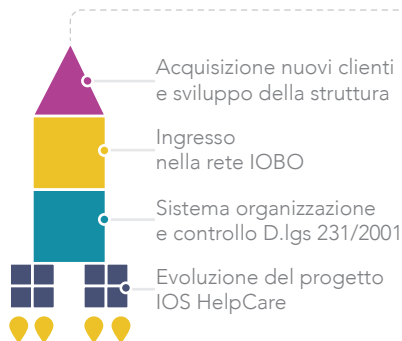 Acquisizione nuovi clienti
e sviluppo della struttura
Ingresso
nella rete IOBO
Sistema organizzazione
e controllo D.lgs 231/2001
Evoluzione del progetto
IOS HelpCare